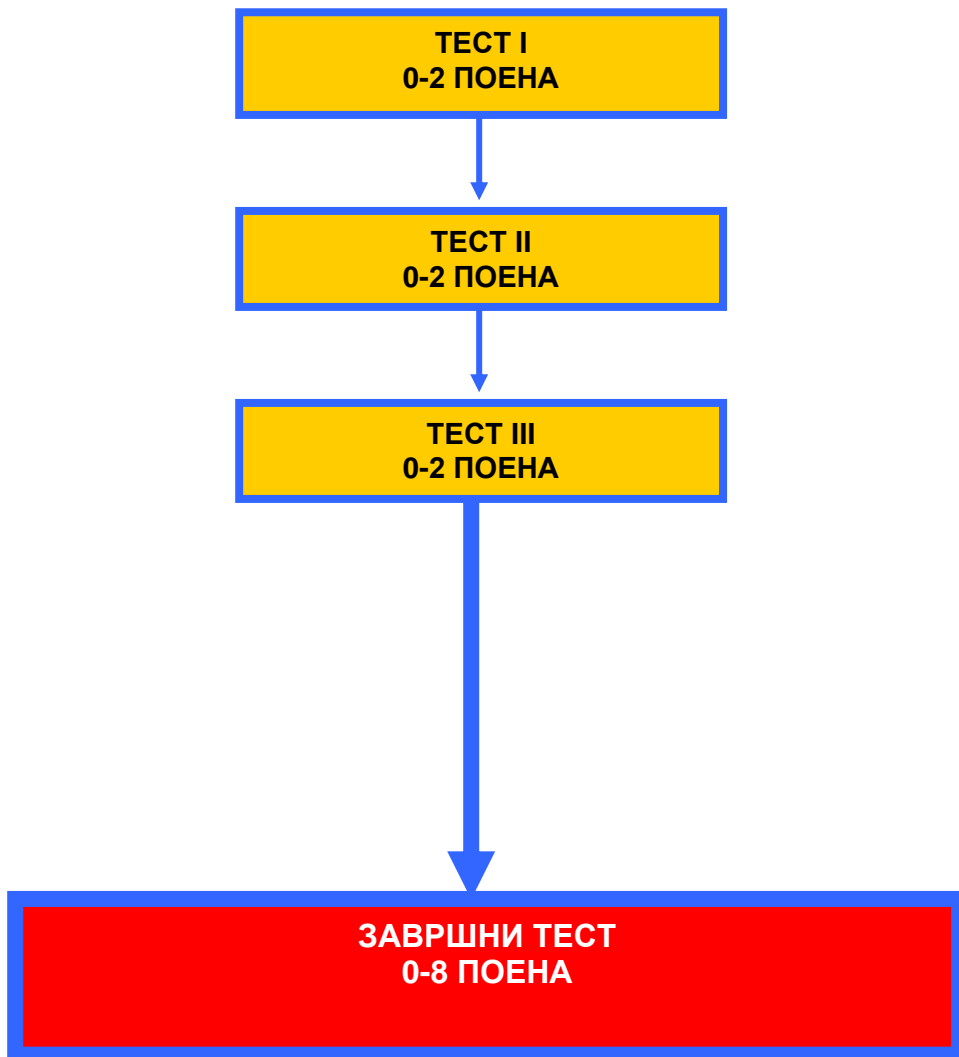 ТЕСТ I
0-2 ПОЕНА
ТЕСТ II
0-2 ПОЕНА
ТЕСТ III
0-2 ПОЕНА
ЗАВРШНИ ТЕСТ
0-8 ПОЕНА